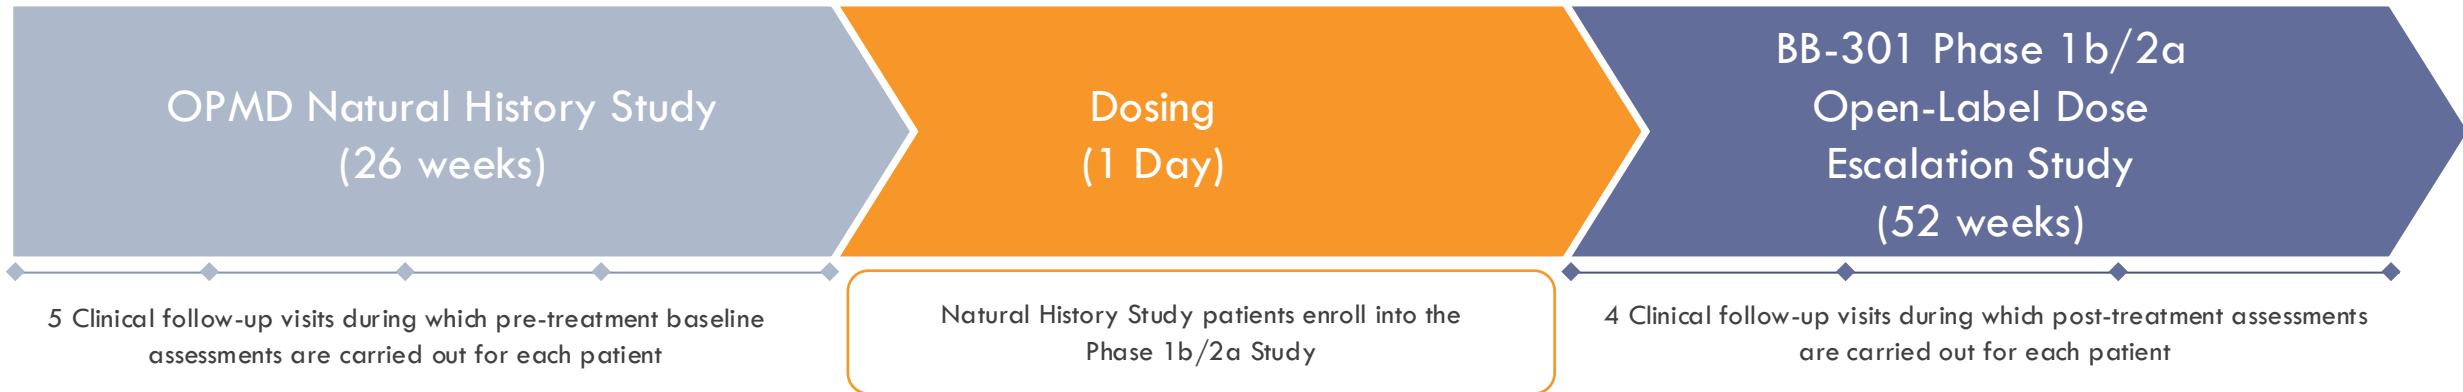 OPMD Natural History Study
(26 weeks)
Dosing
(1 Day)
BB-301 Phase 1b/2a
Open-Label Dose
Escalation Study
(52 weeks)
5 Clinical follow-up visits during which pre-treatment baseline
assessments are carried out for each patient
Natural History Study patients enroll into the
Phase 1b/2a Study
4 Clinical follow-up visits during which post-treatment assessments
are carried out for each patient